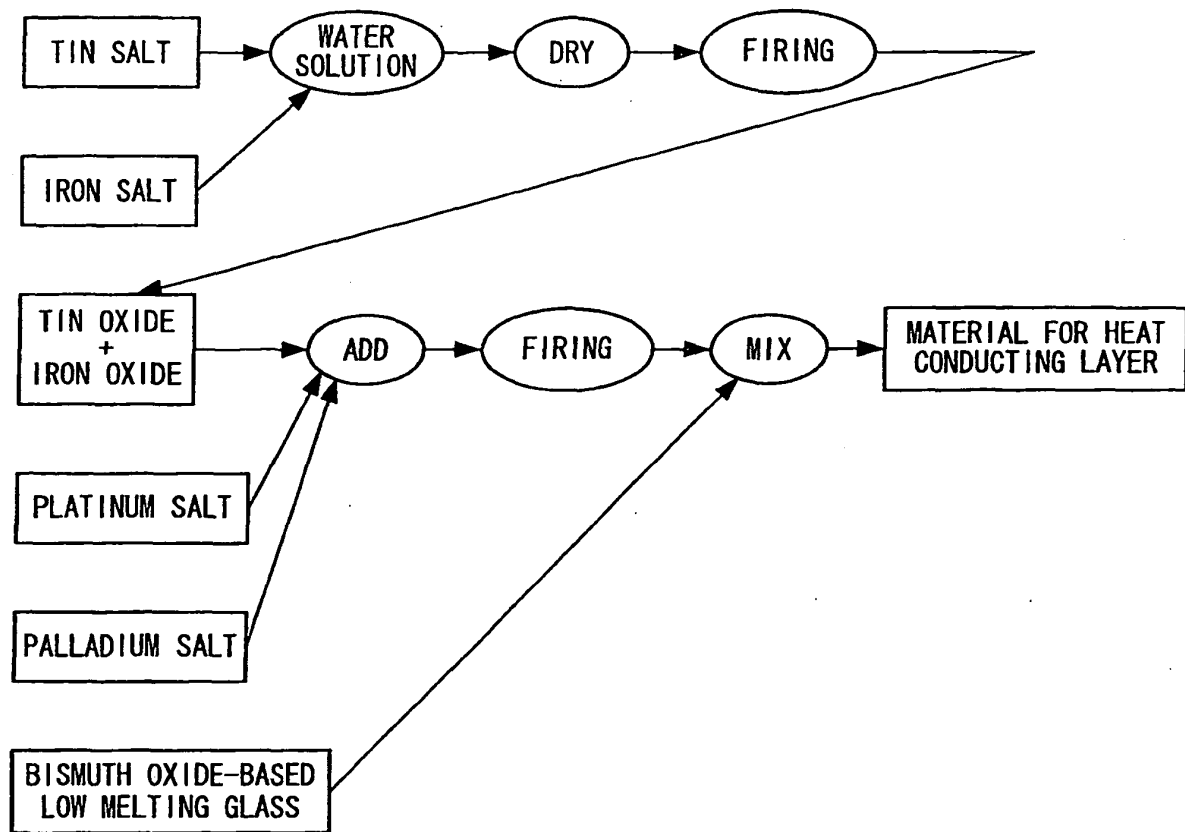 TIN SALT
WATER
SOLUTION
DRY
FIRING
IRON SALT
TIN OXIDE
+
IRON OXIDE
ADD
FIRING
MIX
MATERIAL FOR HEAT
CONDUCTING LAYER
PLATINUM SALT
PALLADIUM SALT
BISMUTH OXIDE-BASED
LOW MELTING GLASS